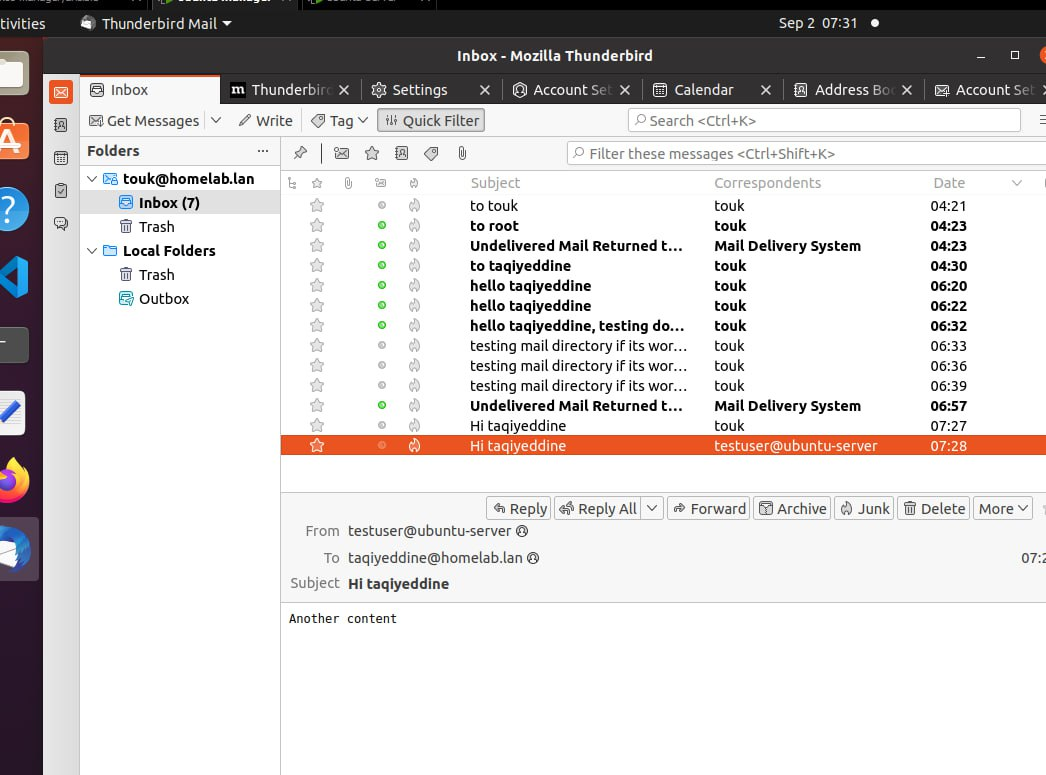 tivities Thunderbird Mail Sep 2 07:31
Inbox - Mozilla Thunderbird
Inbox Thunderbird Settings Account Set Calendar Address Boo Account Set
Get Messages Write Tag Quick Filter Search <Ctrl+K>
Folders ... Filter these messages <Ctrl+Shift+K>
touk@homelab.lan
Inbox (7)
Trash
Local Folders
Trash
Outbox
Subject Correspondents Date
to touk touk 04:21
to root touk 04:23
Undelivered Mail Returned t... Mail Delivery System 04:23
to taqiyeddine touk 04:30
hello taqiyeddine touk 06:20
hello taqiyeddine touk 06:22
hello taqiyeddine, testing do... touk 06:32
testing mail directory if its wor... touk 06:33
testing mail directory if its wor... touk 06:36
testing mail directory if its wor... touk 06:39
Undelivered Mail Returned t... Mail Delivery System 06:57
Hi taqiyeddine touk 07:27
Hi taqiyeddine testuser@ubuntu-server 07:28
Reply Reply All Forward Archive Junk Delete More
From testuser@ubuntu-server
To taqiyeddine@homelab.lan 07:2
Subject Hi taqiyeddine
Another content